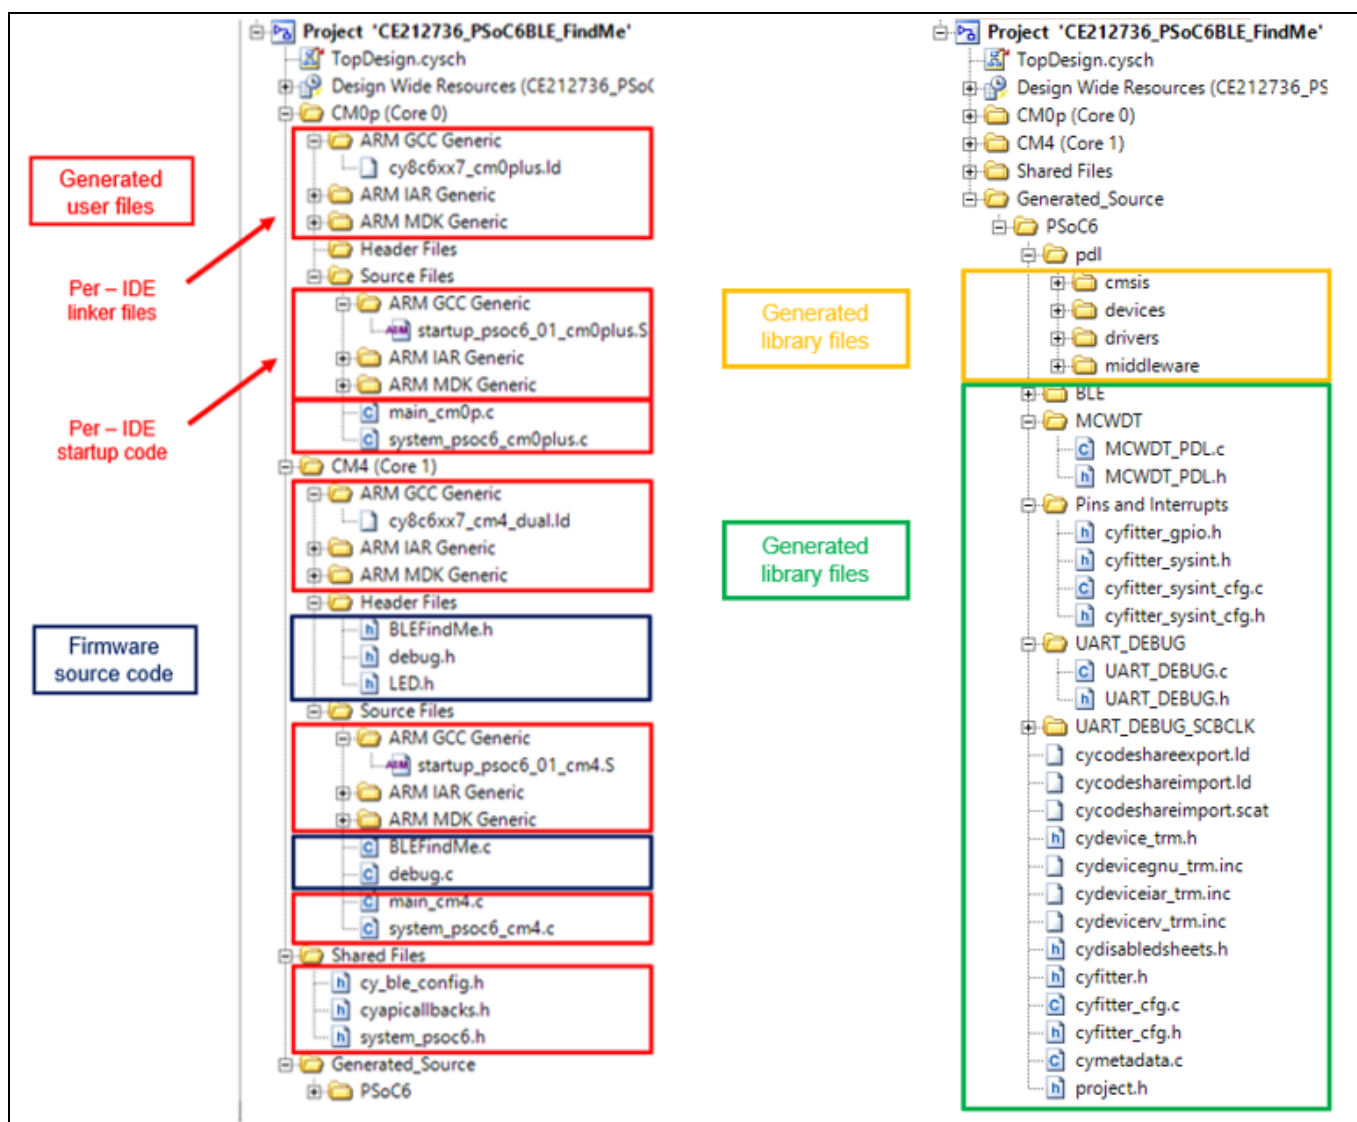 Project 'CE212736_PSoC6BLE_FindMe'
TopDesign.cysch
Design Wide Resources (CE212736_PSoC
CM0p (Core 0)
ARM GCC Generic
cy8c6xx7_cm0plus.ld
ARM IAR Generic
ARM MDK Generic
Header Files
Source Files
ARM GCC Generic
startup_psoc6_01_cm0plus.S
ARM IAR Generic
ARM MDK Generic
main_cm0p.c
system_psoc6_cm0plus.c
CM4 (Core 1)
ARM GCC Generic
cy8c6xx7_cm4_dual.ld
ARM IAR Generic
ARM MDK Generic
Header Files
BLEFindMe.h
debug.h
LED.h
Source Files
ARM GCC Generic
startup_psoc6_01_cm4.S
ARM IAR Generic
ARM MDK Generic
BLEFindMe.c
debug.c
main_cm4.c
system_psoc6_cm4.c
Shared Files
cy_ble_config.h
cyapicallbacks.h
system_psoc6.h
Generated_Source
PSoC6
Generated
user files
Per – IDE
linker files
Per – IDE
startup code
Firmware
source code
Project 'CE212736_PSoC6BLE_FindMe'
TopDesign.cysch
Design Wide Resources (CE212736_PS
CM0p (Core 0)
CM4 (Core 1)
Shared Files
Generated_Source
PSoC6
pdl
cmsis
devices
drivers
middleware
BLE
MCWDT
MCWDT_PDL.c
MCWDT_PDL.h
Pins and Interrupts
cyfitter_gpio.h
cyfitter_sysint.h
cyfitter_sysint_cfg.c
cyfitter_sysint_cfg.h
UART_DEBUG
UART_DEBUG.c
UART_DEBUG.h
UART_DEBUG_SCBCLK
cycodeshareexport.ld
cycodeshareimport.ld
cycodeshareimport.scat
cydevice_trm.h
cydevicegnu_trm.inc
cydeviceiar_trm.inc
cydevicerv_trm.inc
cydisabledsheets.h
cyfitter.h
cyfitter_cfg.c
cyfitter_cfg.h
cymetadata.c
project.h
Generated
library files
Generated
library files